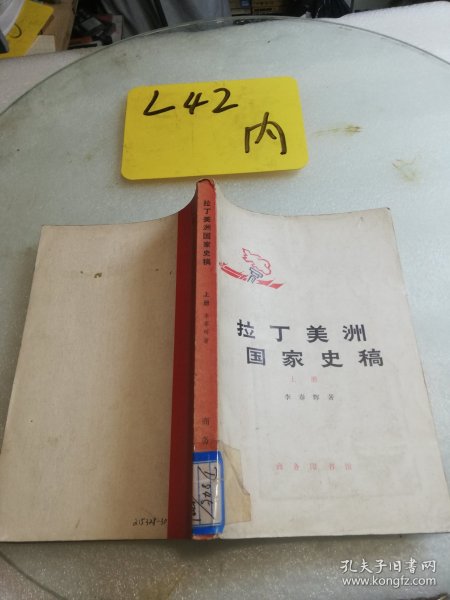 L42
内
拉丁美洲国家史稿
上册
李春辉著
商务
拉丁美洲
国家史稿
上册
李春辉著
商务印书馆
孔夫子旧书网
www.kongfz.com